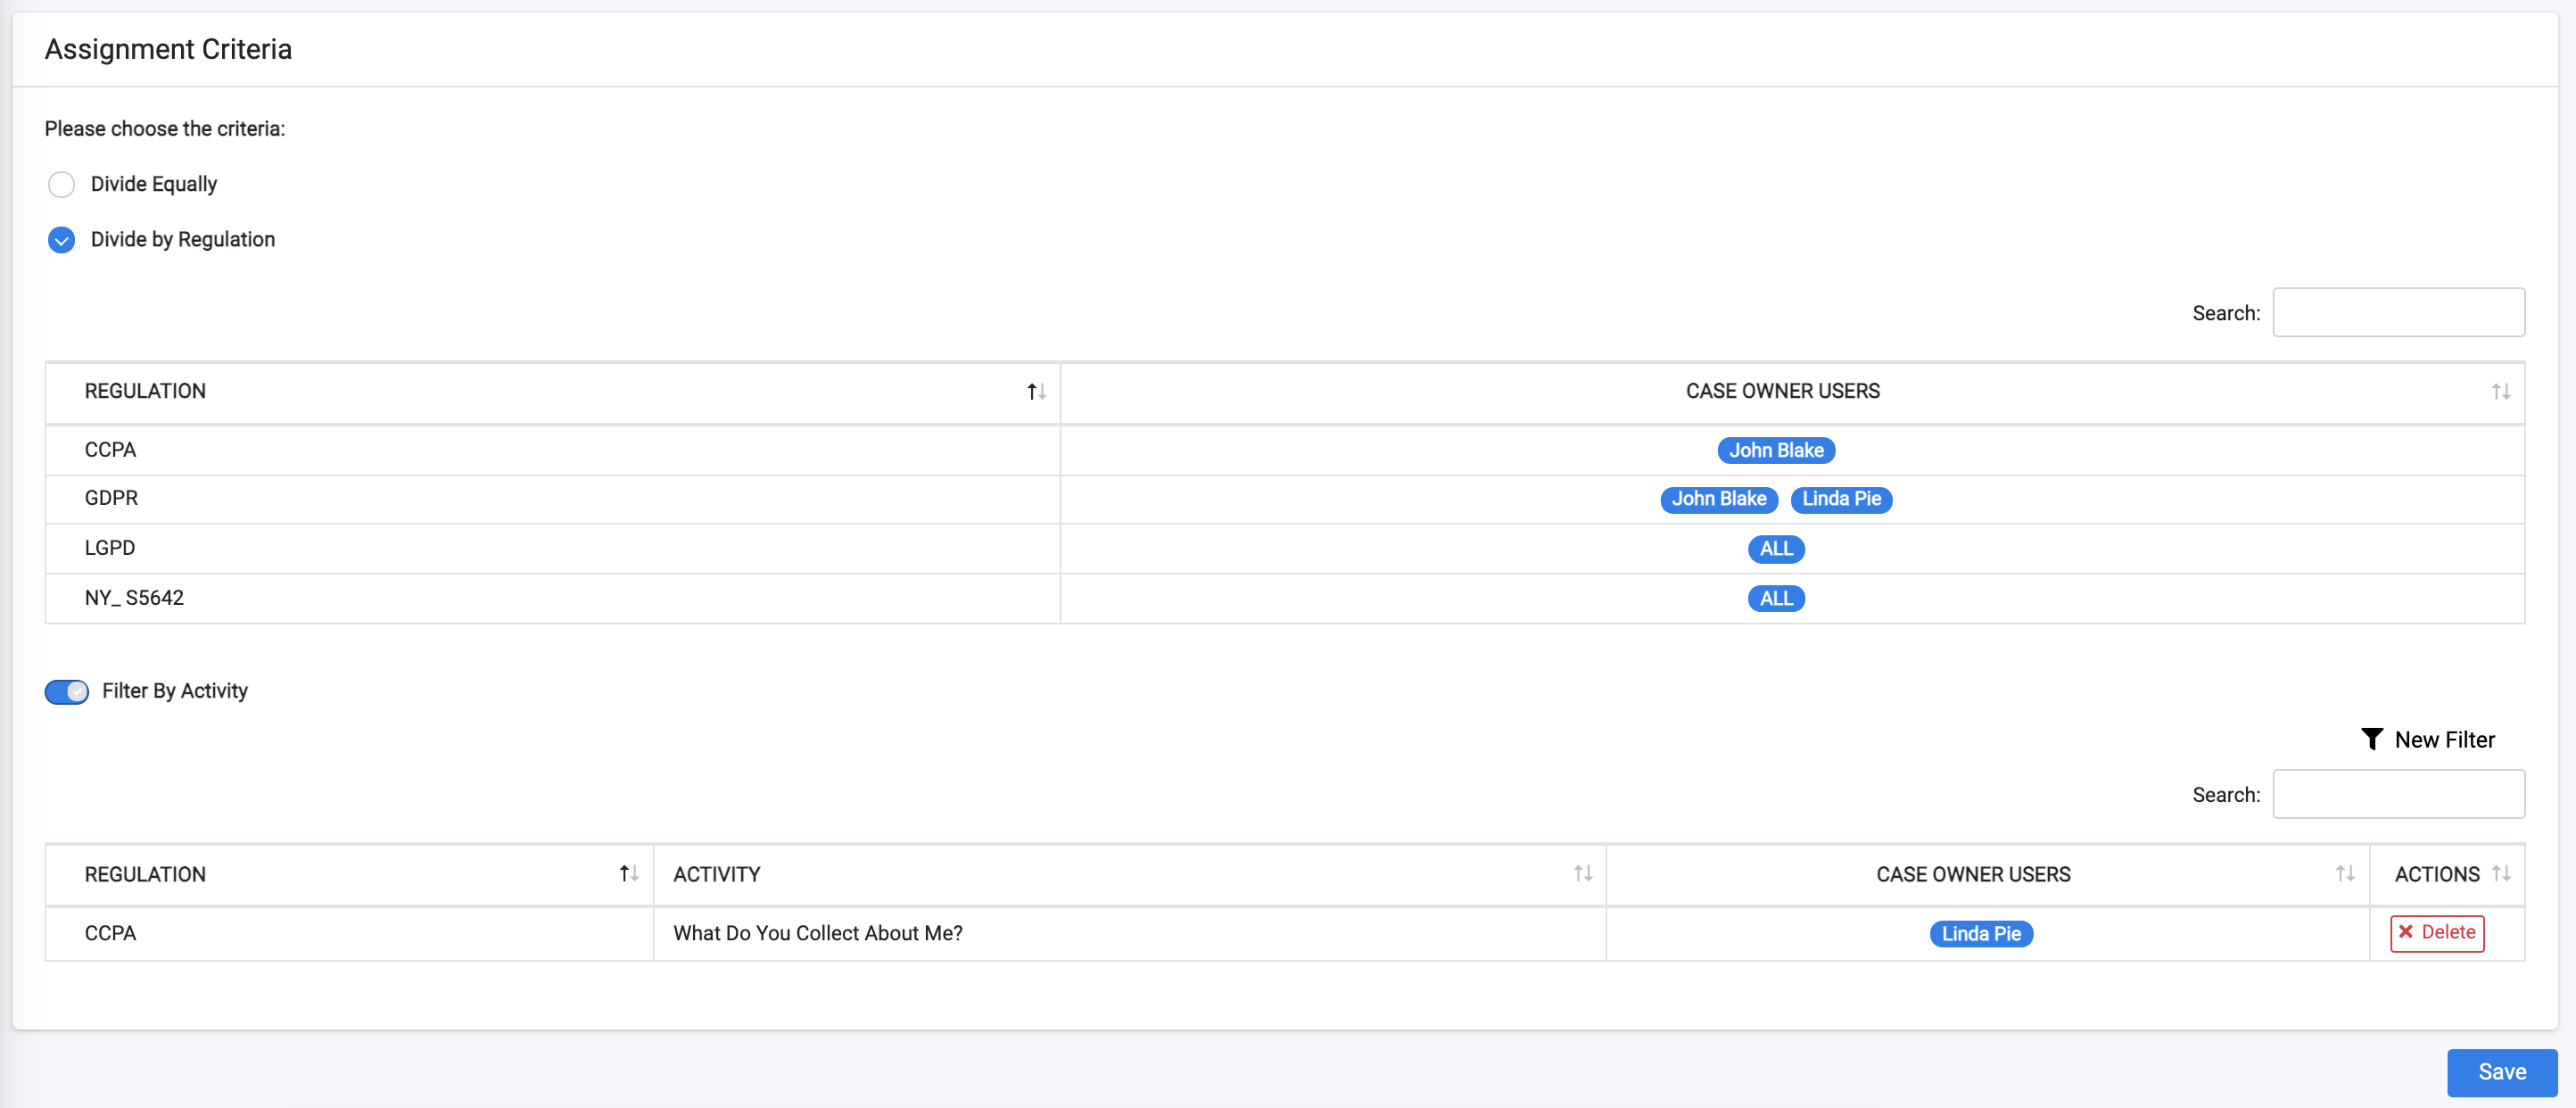 Assignment Criteria
Please choose the criteria:
Divide Equally
Divide by Regulation
Search:
REGULATION CASE OWNER USERS
CCPA John Blake
GDPR John Blake Linda Pie
LGPD ALL
NY_ S5642 ALL
Filter By Activity
New Filter
Search:
REGULATION ACTIVITY CASE OWNER USERS ACTIONS
CCPA What Do You Collect About Me? Linda Pie Delete
Save